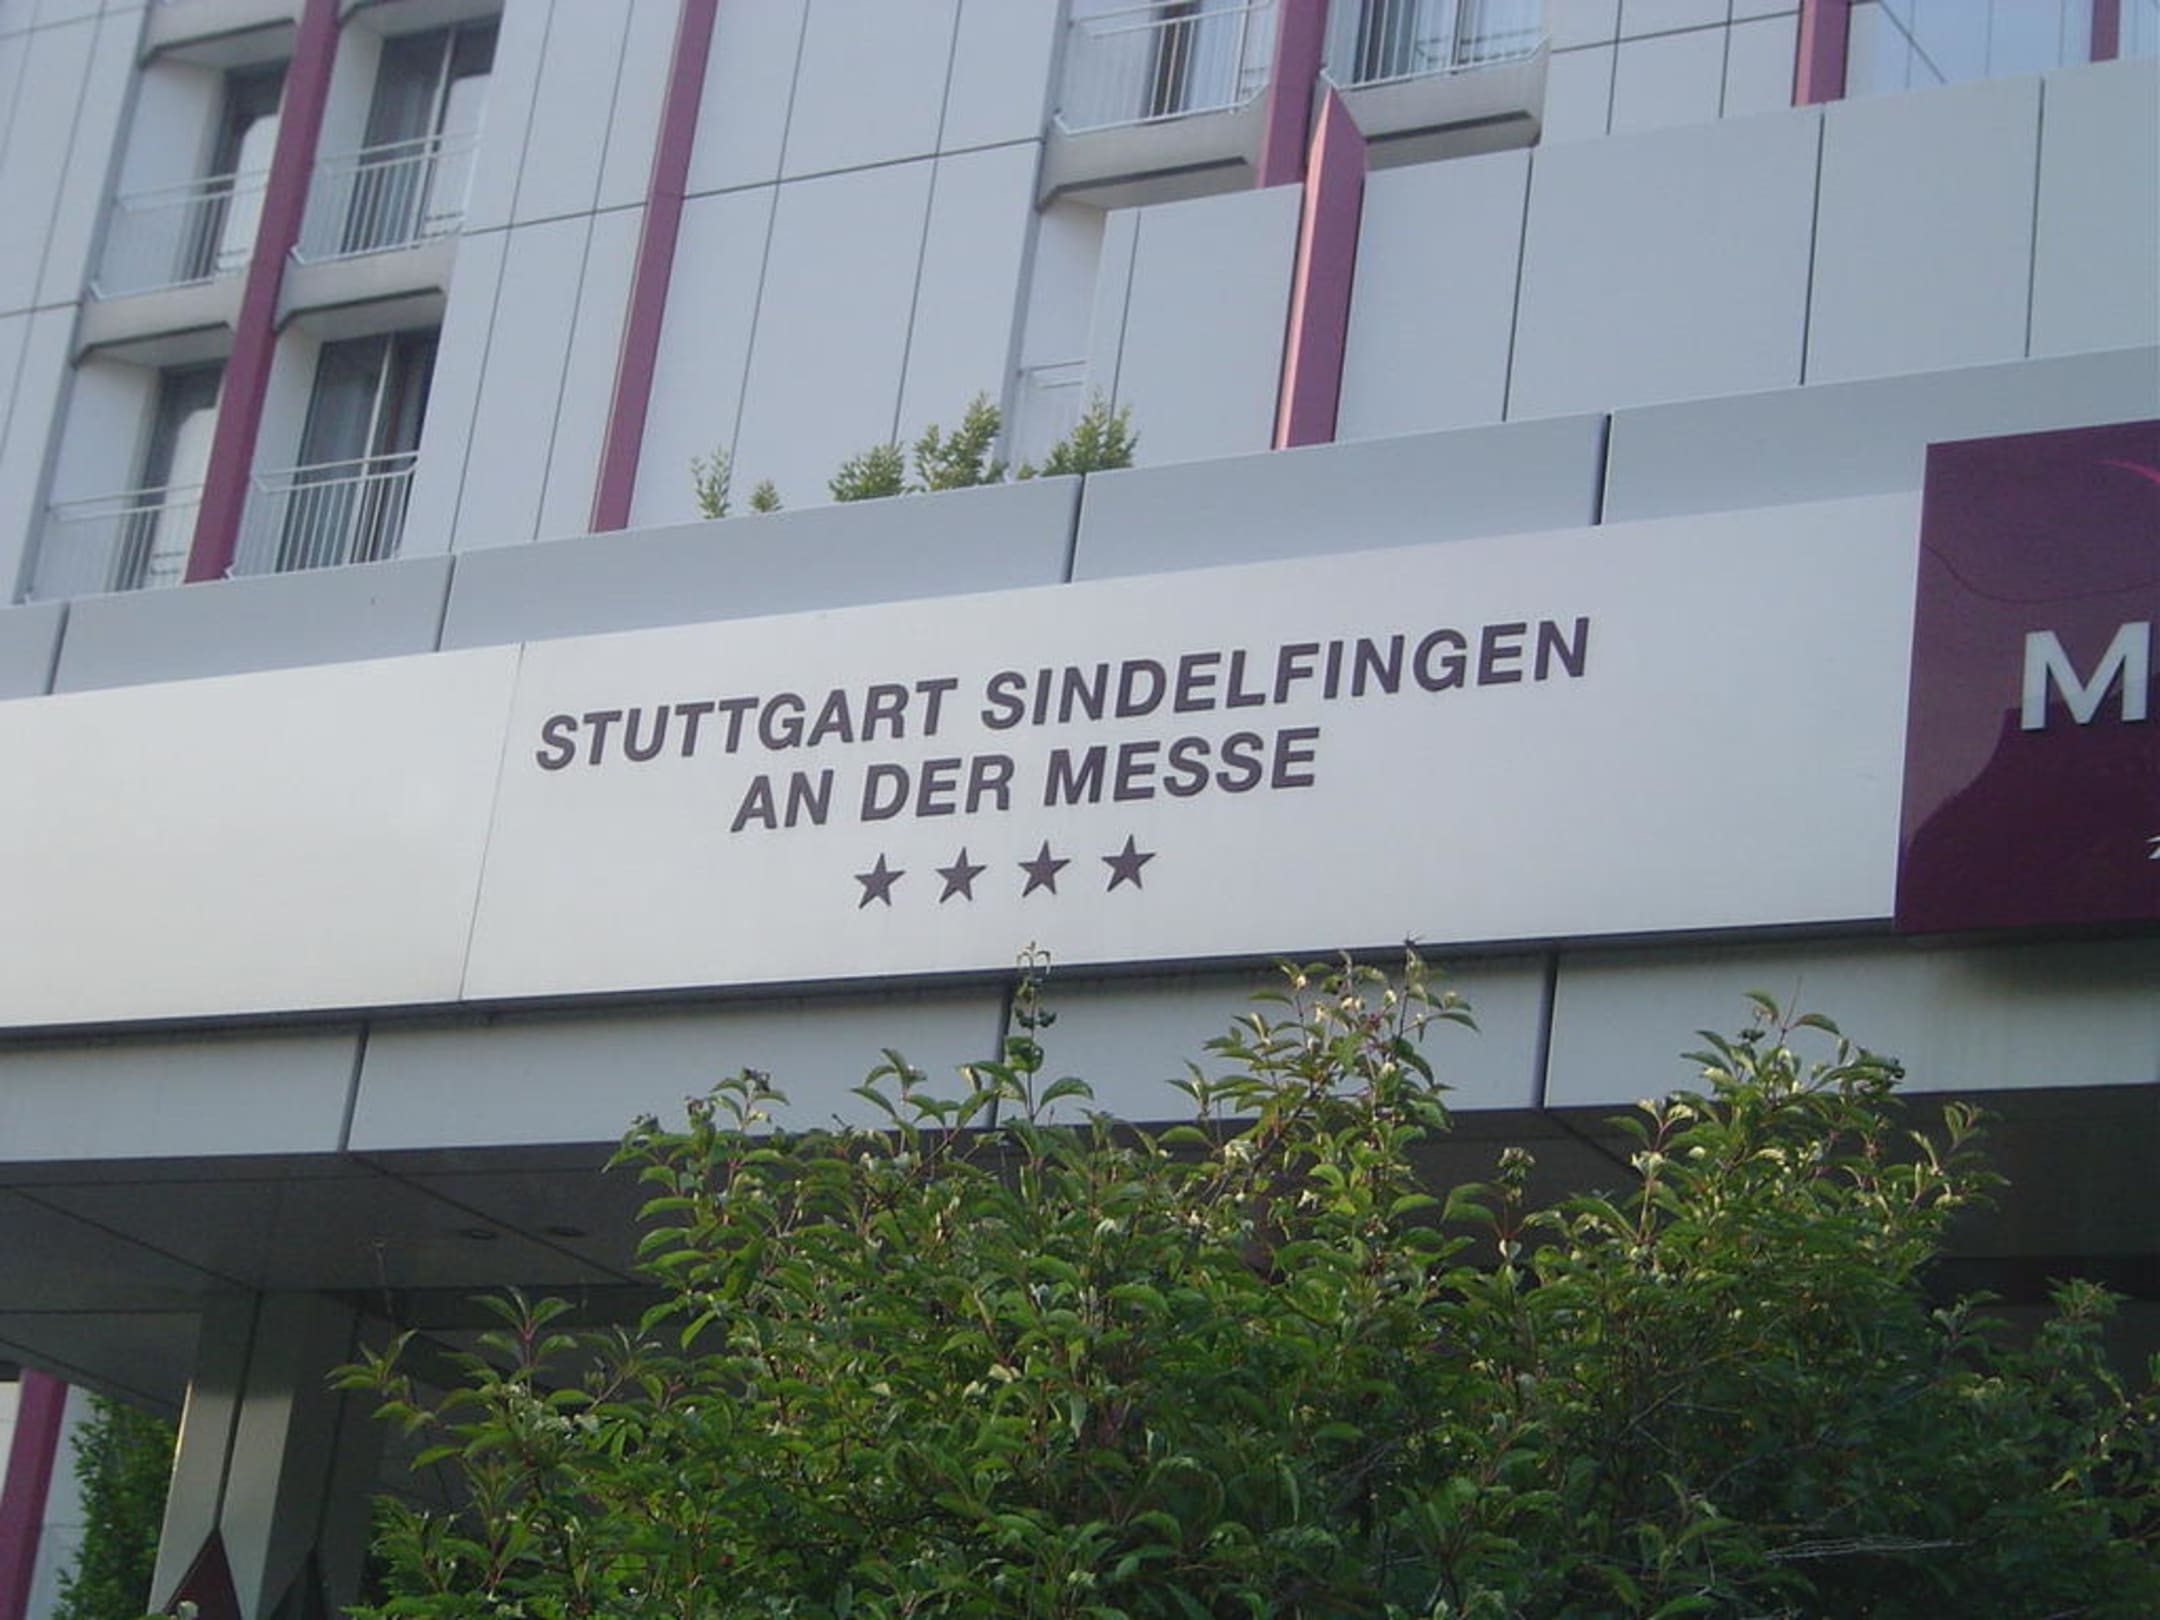 STUTTGART SINDELFINGEN
AN DER MESSE
★ ★ ★ ★
M